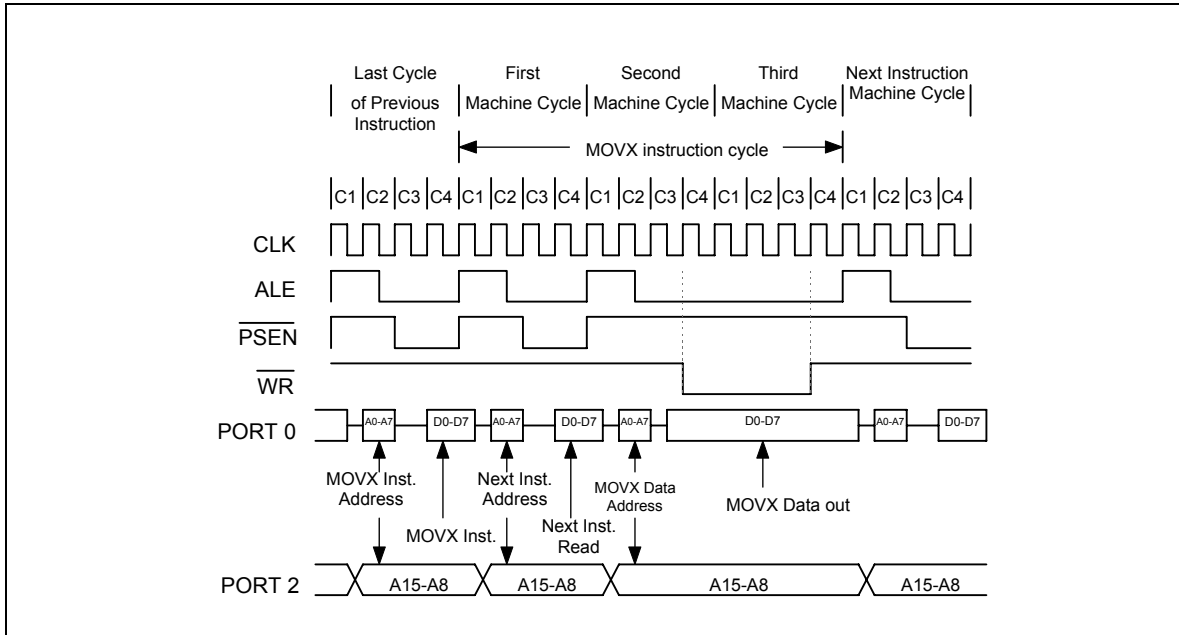 Last Cycle
of Previous
Instruction
First
Machine Cycle
Second
Machine Cycle
Third
Machine Cycle
Next Instruction
Machine Cycle
MOVX instruction cycle
C1 C2 C3 C4 C1 C2 C3 C4 C1 C2 C3 C4 C1 C2 C3 C4 C1 C2 C3 C4
CLK
ALE
PSEN
WR
PORT 0
A0-A7 D0-D7 A0-A7 D0-D7 A0-A7 D0-D7 A0-A7 D0-D7
MOVX Inst.
Address
MOVX Inst.
Next Inst.
Address
Next Inst.
Read
MOVX Data
Address
MOVX Data out
PORT 2
A15-A8 A15-A8 A15-A8 A15-A8